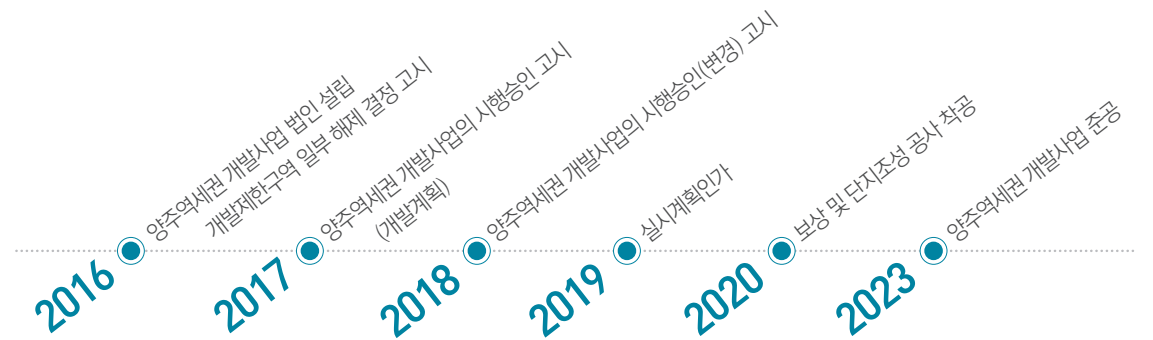 2016
양주역세권 개발사업 법인 설립
개발제한구역 일부 해제 결정 고시
2017
양주역세권 개발사업의 시행승인 고시
(개발계획)
2018
양주역세권 개발사업의 시행승인(변경) 고시
2019
실시계획인가
2020
보상 및 단지조성 공사 착공
2023
양주역세권 개발사업 준공